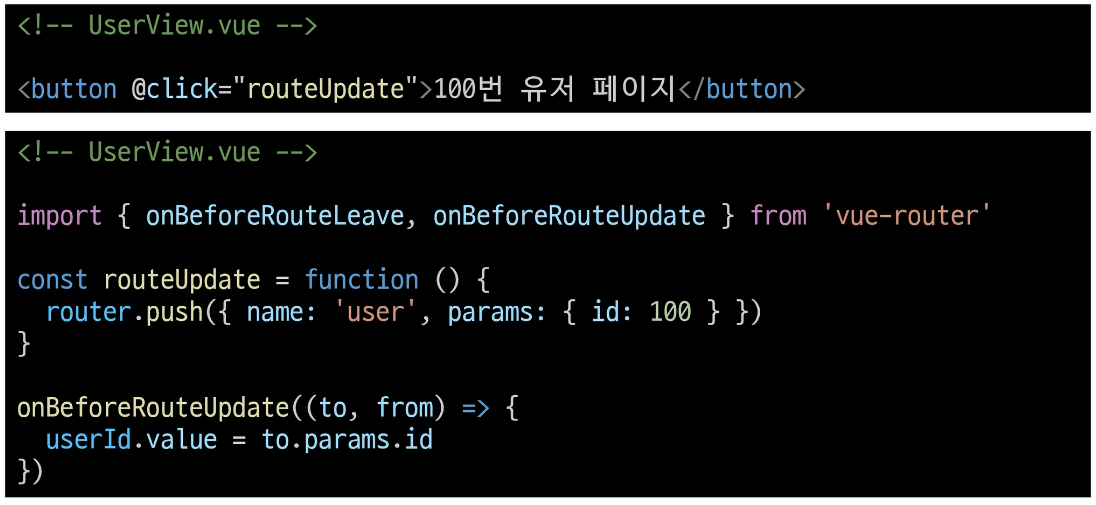 <!-- UserView.vue -->
<button @click="routeUpdate">100번 유저 페이지</button>
<!-- UserView.vue -->
import { onBeforeRouteLeave, onBeforeRouteUpdate } from 'vue-router'
const routeUpdate = function () {
  router.push({ name: 'user', params: { id: 100 } })
}
onBeforeRouteUpdate((to, from) => {
  userId.value = to.params.id
})